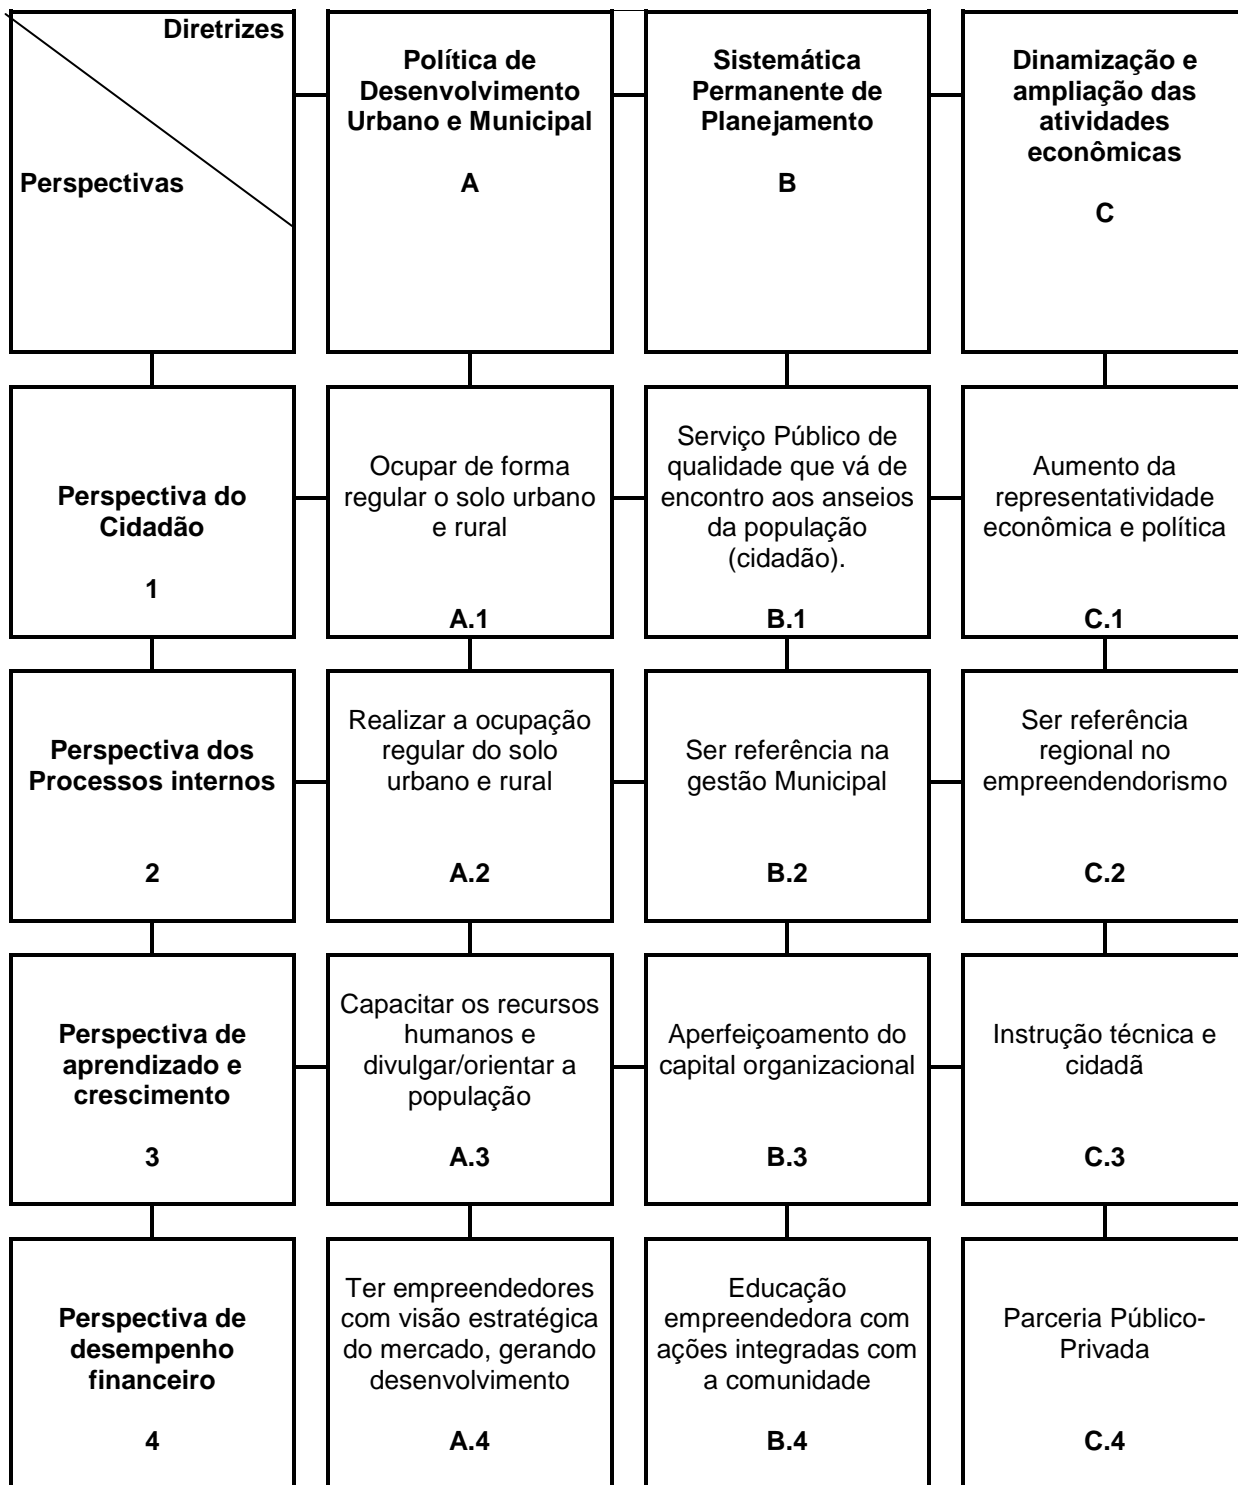 Diretrizes
Perspectivas
Política de
Desenvolvimento
Urbano e Municipal
A
Sistemática
Permanente de
Planejamento
B
Dinamização e
ampliação das
atividades
econômicas
C
Perspectiva do
Cidadão
1
Ocupar de forma
regular o solo urbano
e rural
A.1
Serviço Público de
qualidade que vá de
encontro aos anseios
da população
(cidadão).
B.1
Aumento da
representatividade
econômica e política
C.1
Perspectiva dos
Processos internos
2
Realizar a ocupação
regular do solo
urbano e rural
A.2
Ser referência na
gestão Municipal
B.2
Ser referência
regional no
empreendendorismo
C.2
Perspectiva de
aprendizado e
crescimento
3
Capacitar os recursos
humanos e
divulgar/orientar a
população
A.3
Aperfeiçoamento do
capital organizacional
B.3
Instrução técnica e
cidadã
C.3
Perspectiva de
desempenho
financeiro
4
Ter empreendedores
com visão estratégica
do mercado, gerando
desenvolvimento
A.4
Educação
empreendedora com
ações integradas com
a comunidade
B.4
Parceria Público-
Privada
C.4